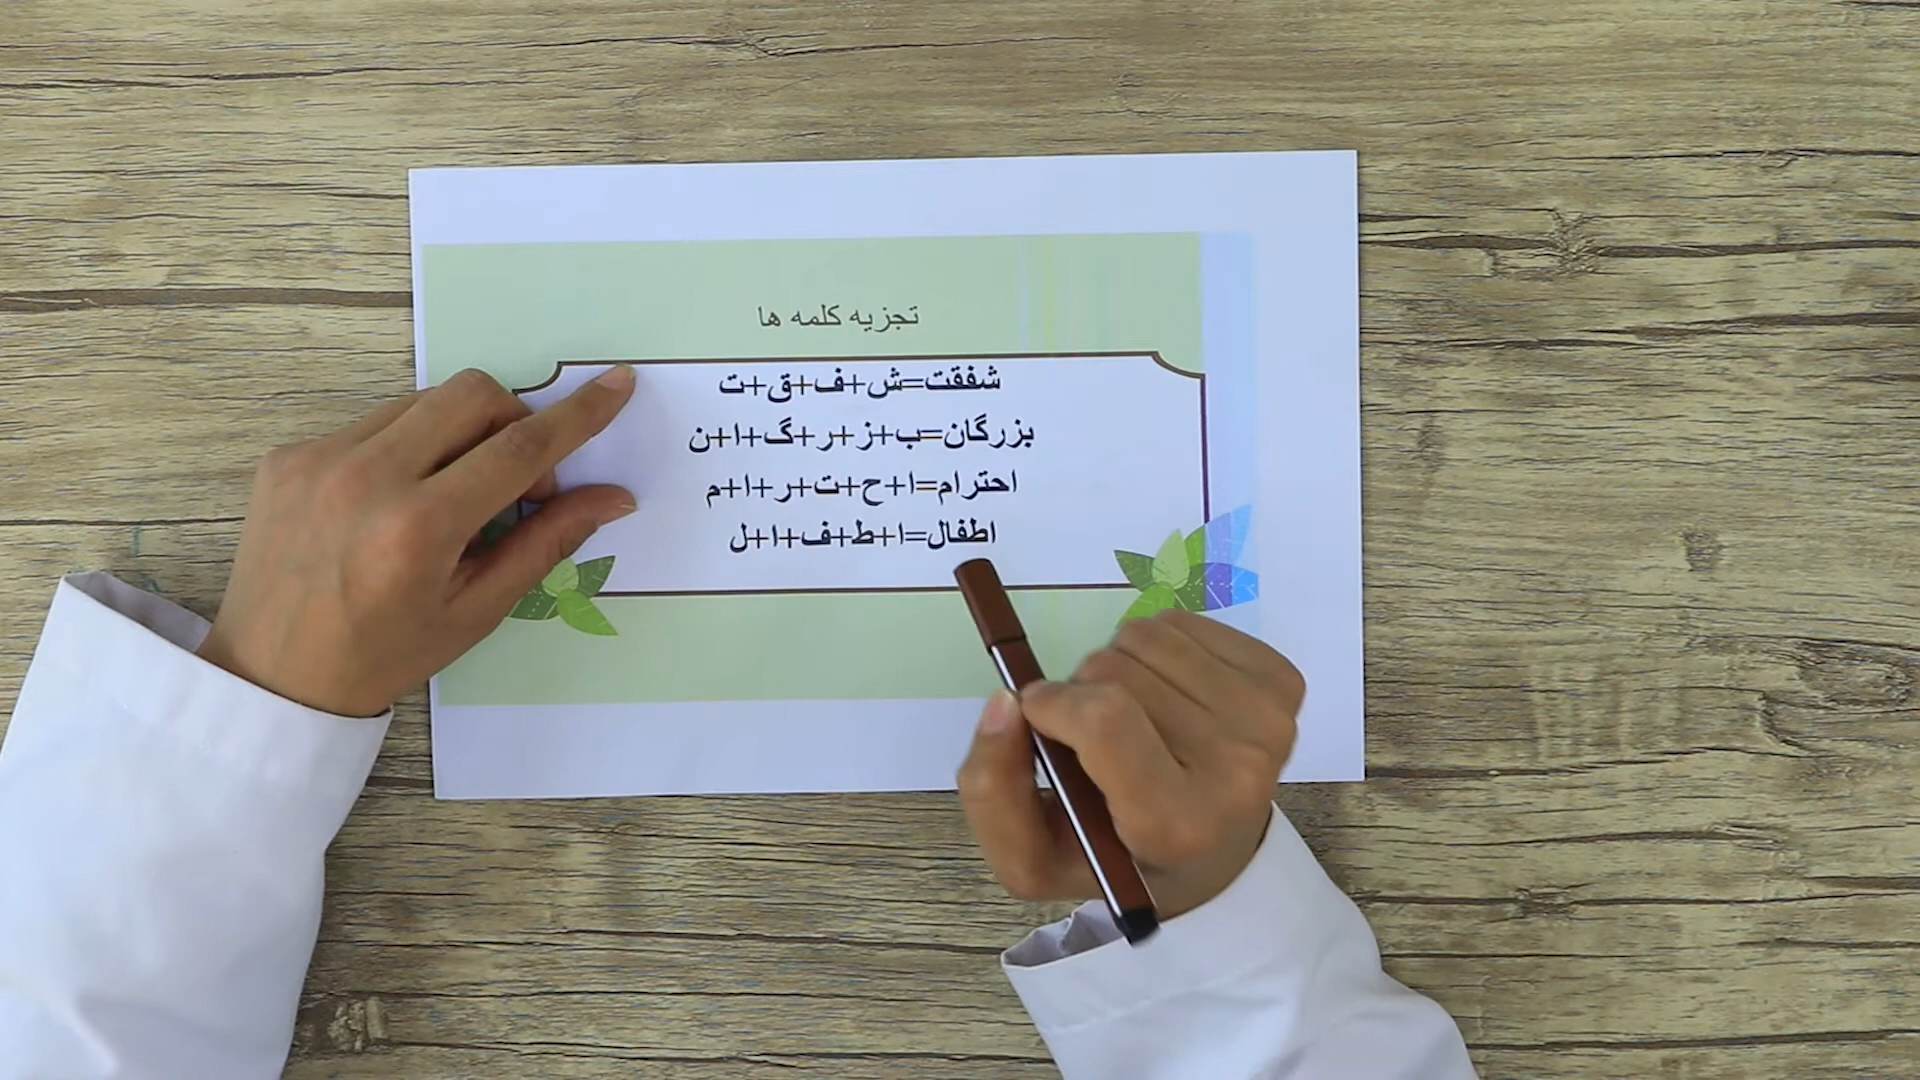 تجزیه کلمه ها
شفقت=ش+ف+ق+ت
بزرگان=ب+ز+ر+گ+ا+ن
احترام=ا+ح+ت+ر+ا+م
اطفال=ا+ط+ف+ا+ل